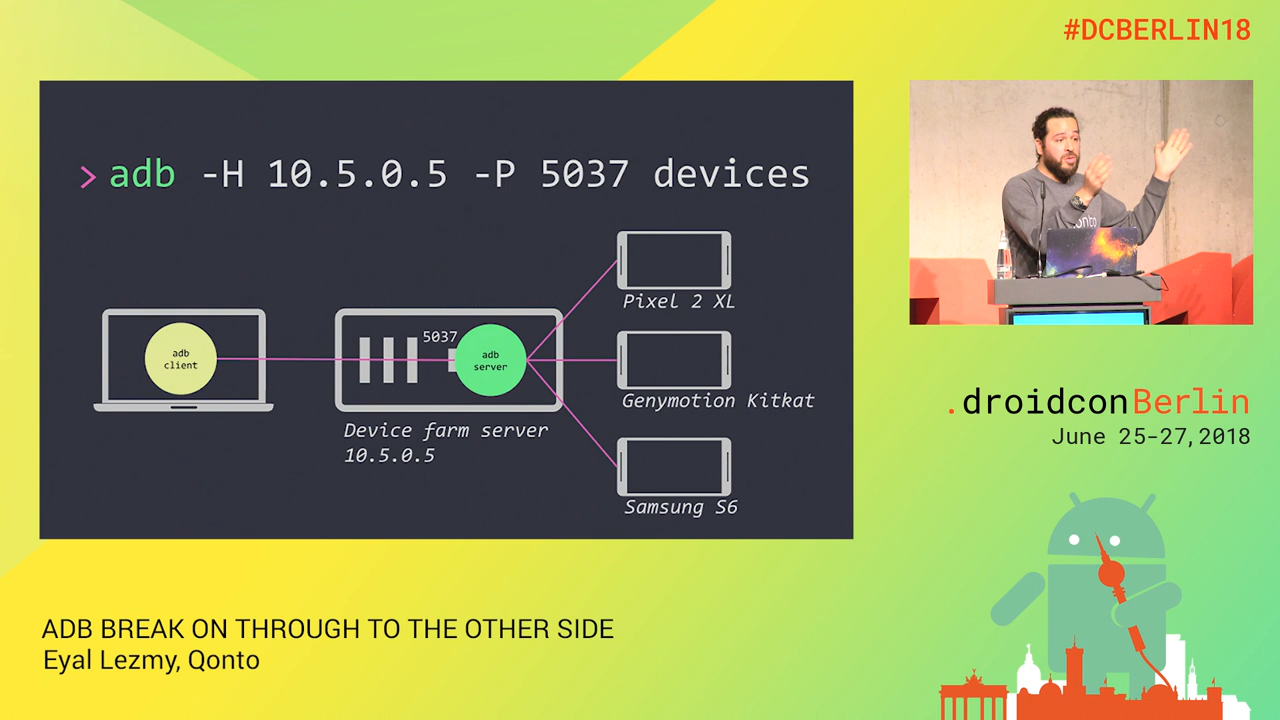 #DCBERLIN18
> adb -H 10.5.0.5 -P 5037 devices
Pixel 2 XL
5037
adb
client
adb
server
Genymotion Kitkat
Device farm server
10.5.0.5
Samsung S6
.droidconBerlin
June 25-27, 2018
ADB BREAK ON THROUGH TO THE OTHER SIDE
Eyal Lezmy, Qonto